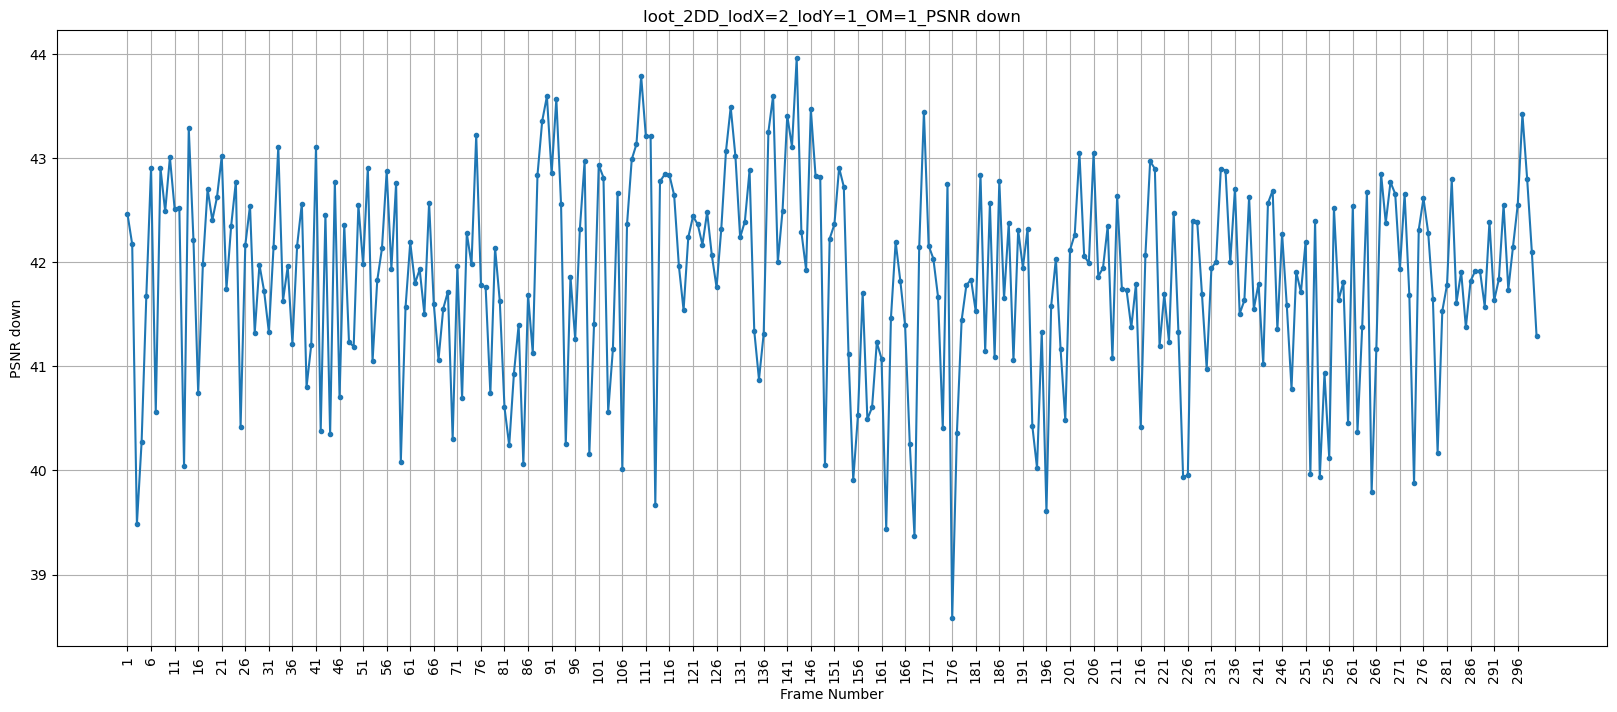 loot_2DD_lodX=2_lodY=1_OM=1_PSNR down
44
43
42
41
40
39
PSNR down
1 6 11 16 21 26 31 36 41 46 51 56 61 66 71 76 81 86 91 96 101 106 111 116 121 126 131 136 141 146 151 156 161 166 171 176 181 186 191 196 201 206 211 216 221 226 231 236 241 246 251 256 261 266 271 276 281 286 291 296
Frame Number